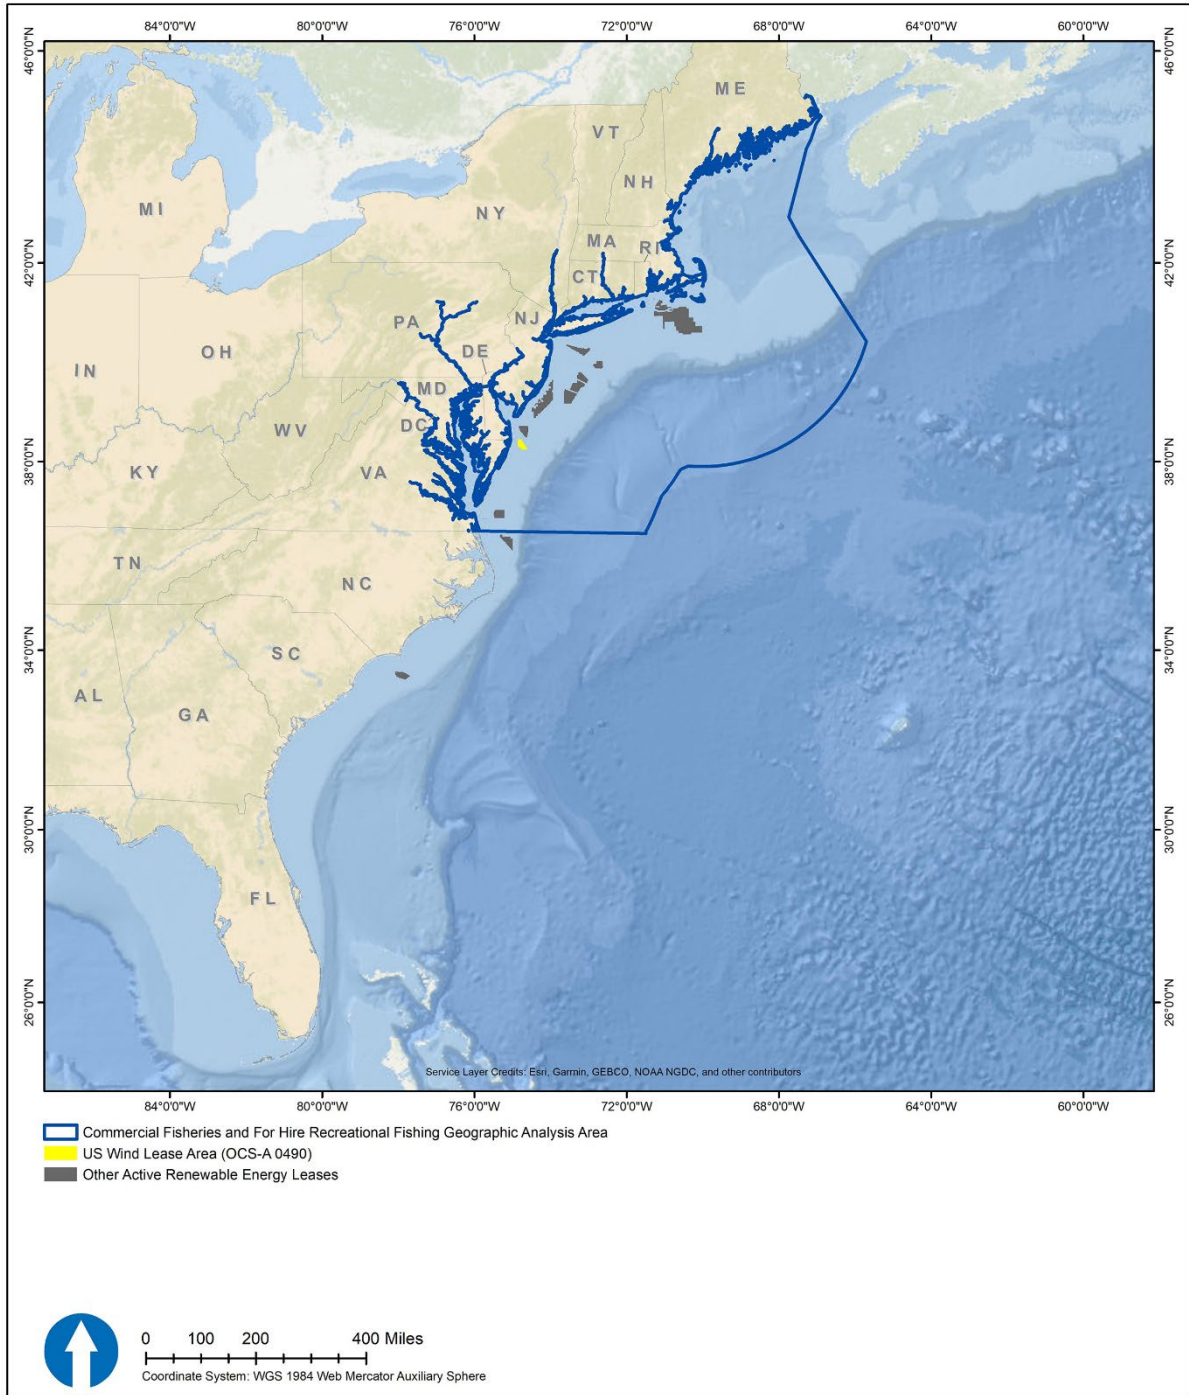 84°0'0"W 80°0'0"W 76°0'0"W 72°0'0"W 68°0'0"W 64°0'0"W 60°0'0"W
46°0'0"N 46°0'0"N
ME
VT
NH
MI
NY
MA
RI
42°0'0"N 42°0'0"N
CT
PA
NJ
OH
DE
IN
MD
DC
WV
38°0'0"N 38°0'0"N
KY
VA
TN
NC
34°0'0"N 34°0'0"N
SC
AL
GA
30°0'0"N 30°0'0"N
FL
26°0'0"N 26°0'0"N
Service Layer Credits: Esri, Garmin, GEBCO, NOAA NGDC, and other contributors
84°0'0"W 80°0'0"W 76°0'0"W 72°0'0"W 68°0'0"W 64°0'0"W 60°0'0"W
Commercial Fisheries and For Hire Recreational Fishing Geographic Analysis Area
US Wind Lease Area (OCS-A 0490)
Other Active Renewable Energy Leases
0 100 200 400 Miles
Coordinate System: WGS 1984 Web Mercator Auxiliary Sphere